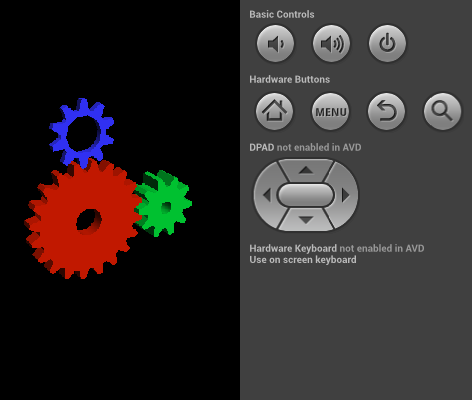 Basic Controls
Hardware Buttons
MENU
DPAD not enabled in AVD
Hardware Keyboard not enabled in AVD
Use on screen keyboard